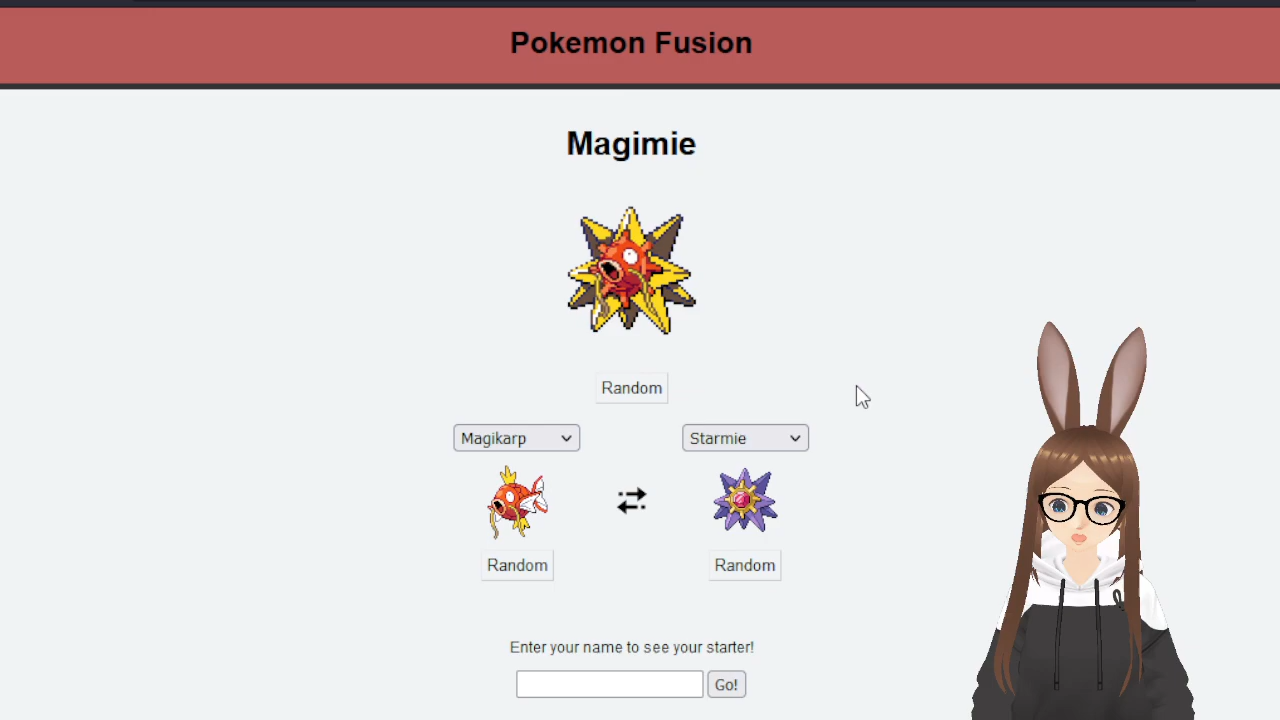 Pokemon Fusion
Magimie
Random
Magikarp
Starmie
Random
Random
Enter your name to see your starter!
Go!